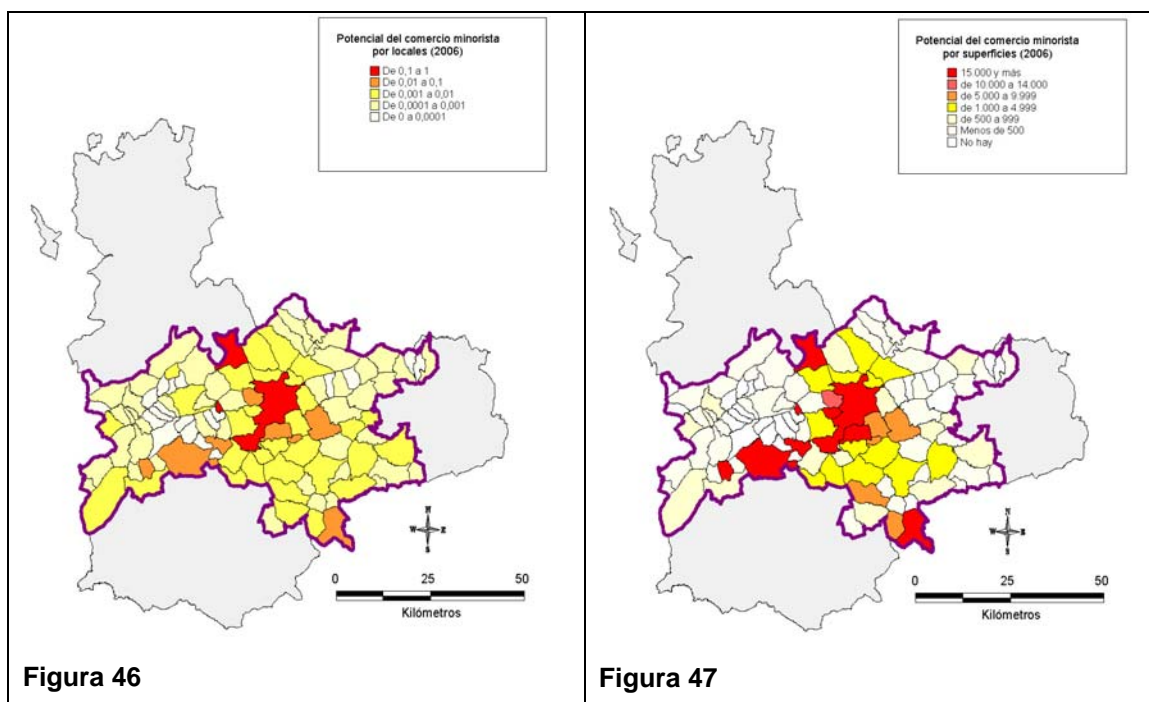 Potencial del comercio minorista
por locales (2006)
De 0,1 a 1
De 0,01 a 0,1
De 0,001 a 0,01
De 0,0001 a 0,001
De 0 a 0,0001
N
W E
S
0 25 50
Kilómetros
Figura 46
Potencial del comercio minorista
por superficies (2006)
15.000 y más
de 10.000 a 14.000
de 5.000 a 9.999
de 1.000 a 4.999
de 500 a 999
Menos de 500
No hay
N
W E
S
0 25 50
Kilómetros
Figura 47